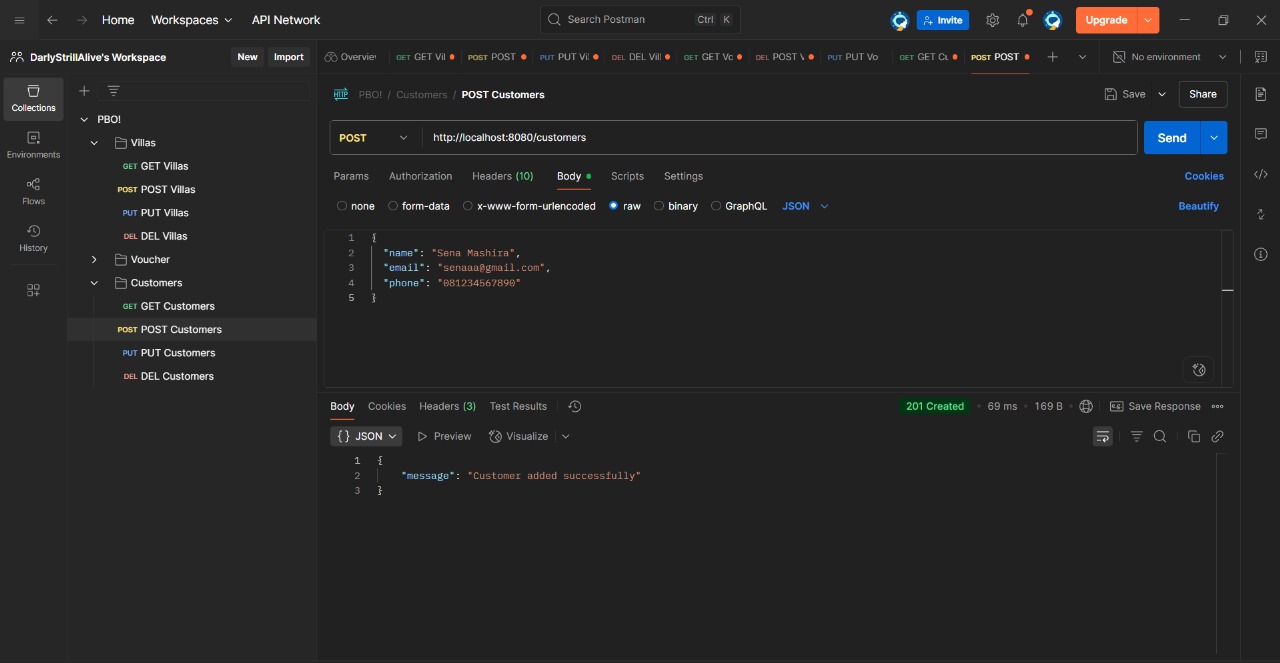 Home Workspaces API Network Search Postman Ctrl K Invite Upgrade
DarlyStrillAlive's Workspace New Import Overvie GET GET Vil POST POST PUT PUT Vi DEL DEL Vill GET GET Vc DEL POST V PUT PUT Vo GET GET Cu POST POST No environment
Collections
Environments
Flows
History
PBO!
Villas
GET GET Villas
POST POST Villas
PUT PUT Villas
DEL DEL Villas
Voucher
Customers
GET GET Customers
POST POST Customers
PUT PUT Customers
DEL DEL Customers
HTTP PBO! / Customers / POST Customers Save Share
POST http://localhost:8080/customers Send
Params Authorization Headers (10) Body Scripts Settings Cookies
none form-data x-www-form-urlencoded raw binary GraphQL JSON Beautify
1 {
2 "name": "Sena Mashira",
3 "email": "senaaa@gmail.com",
4 "phone": "081234567890"
5 }
Body Cookies Headers (3) Test Results 201 Created 69 ms 169 B Save Response
{} JSON Preview Visualize
1 {
2 "message": "Customer added successfully"
3 }